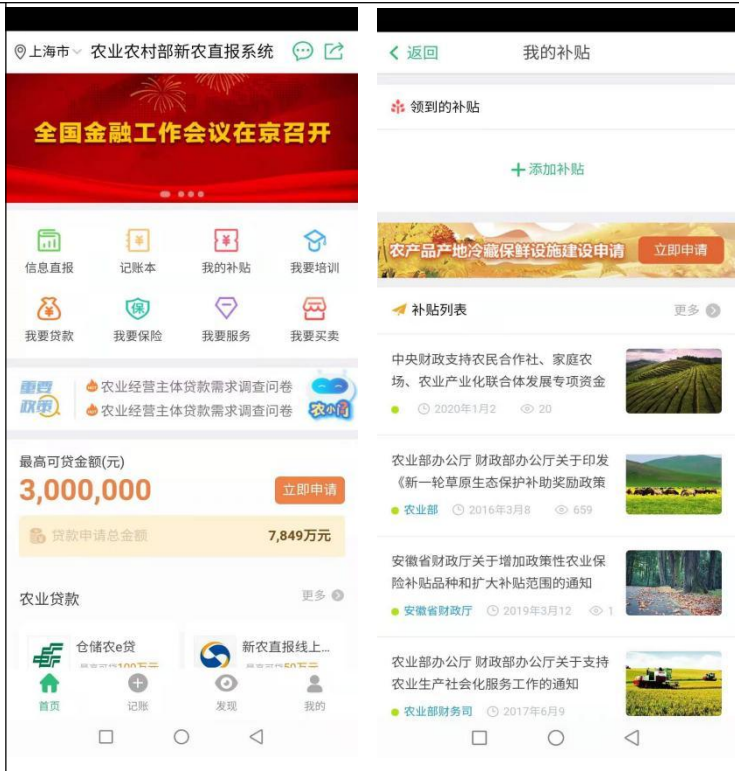 上海市 农业农村部新农直报系统
全国金融工作会议在京召开
信息直报 记账本 我的补贴 我要培训
我要贷款 我要保险 我要服务 我要买卖
重要 农业经营主体贷款需求调查问卷
政策 农业经营主体贷款需求调查问卷
最高可贷金额(元)
3,000,000 立即申请
贷款申请总金额 7,849万元
农业贷款 更多
仓储农e贷 新农直报线上...
最高可贷100万元 最高可贷50万元
首页 记账 发现 我的
返回 我的补贴
领到的补贴
+添加补贴
农产品产地冷藏保鲜设施建设申请 立即申请
补贴列表 更多
中央财政支持农民合作社、家庭农
场、农业产业化联合体发展专项资金
2020年1月2 20
农业部办公厅 财政部办公厅关于印发
《新一轮草原生态保护补助奖励政策
农业部 2016年3月8 659
安徽省财政厅关于增加政策性农业保
险补贴品种和扩大补贴范围的通知
安徽省财政厅 2019年3月12 1
农业部办公厅 财政部办公厅关于支持
农业生产社会化服务工作的通知
农业部财务司 2017年6月9